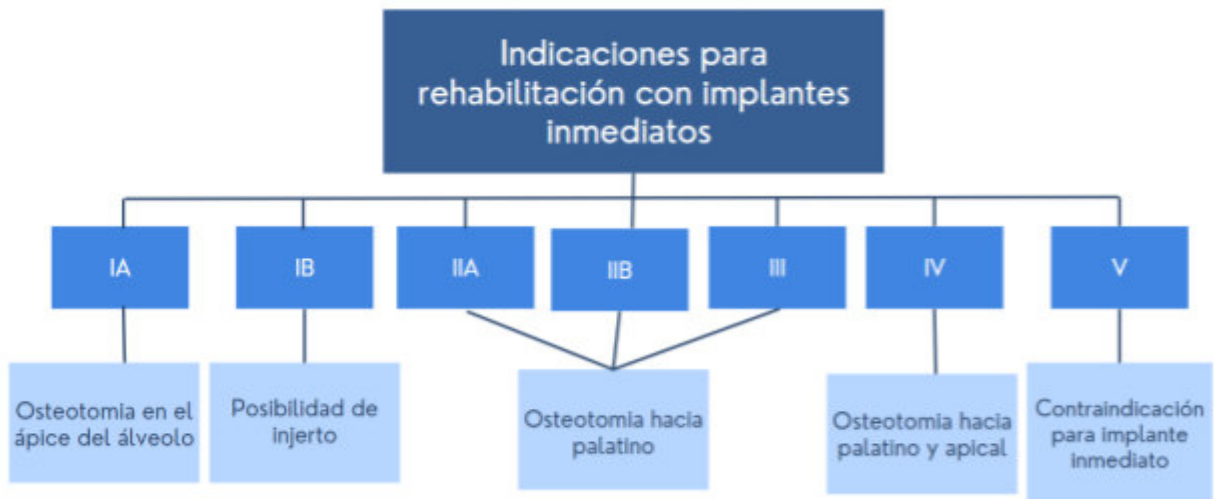 Indicaciones para
rehabilitación con implantes
inmediatos
IA
IB
IIA
IIB
III
IV
V
Osteotomia en el
ápice del álveolo
Posibilidad de
injerto
Osteotomia hacia
palatino
Osteotomia hacia
palatino y apical
Contraindicación
para implante
inmediato